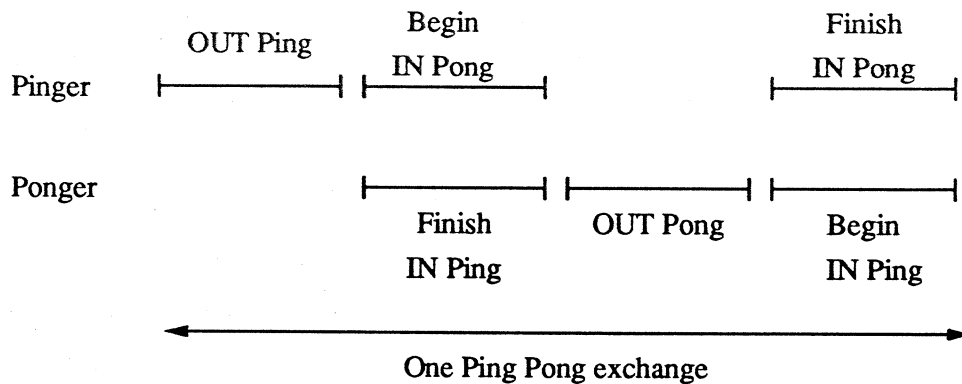 OUT Ping
Begin
IN Pong
Finish
IN Pong
Pinger
Ponger
Finish
IN Ping
OUT Pong
Begin
IN Ping
One Ping Pong exchange